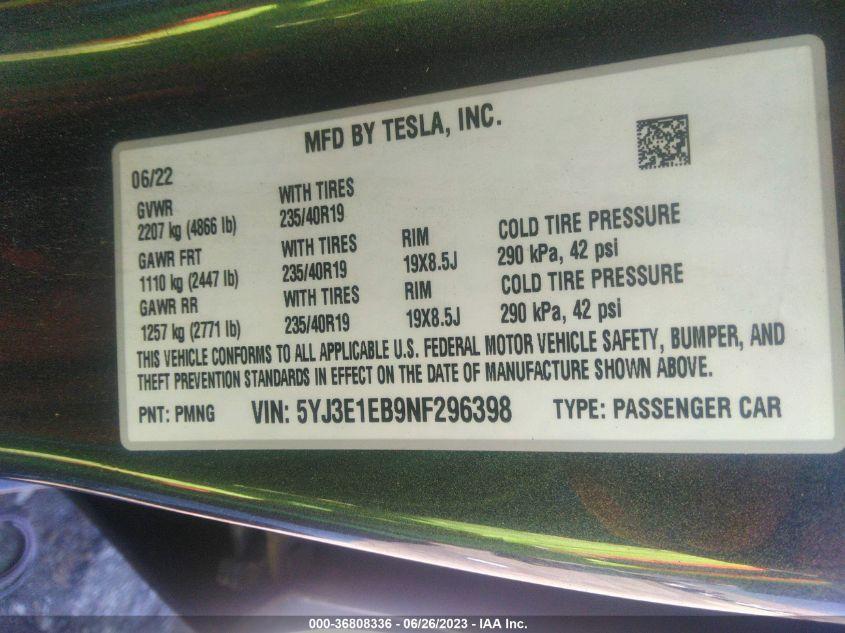 MFD BY TESLA, INC.
06/22
GVWR
2207 kg (4866 lb)
WITH TIRES
235/40R19
GAWR FRT
1110 kg (2447 lb)
WITH TIRES
235/40R19
RIM
19X8.5J
COLD TIRE PRESSURE
290 kPa, 42 psi
GAWR RR
1257 kg (2771 lb)
WITH TIRES
235/40R19
RIM
19X8.5J
COLD TIRE PRESSURE
290 kPa, 42 psi
THIS VEHICLE CONFORMS TO ALL APPLICABLE U.S. FEDERAL MOTOR VEHICLE SAFETY, BUMPER, AND
THEFT PREVENTION STANDARDS IN EFFECT ON THE DATE OF MANUFACTURE SHOWN ABOVE.
PNT: PMNG VIN: 5YJ3E1EB9NF296398 TYPE: PASSENGER CAR
000-36808336 - 06/26/2023 - IAA Inc.